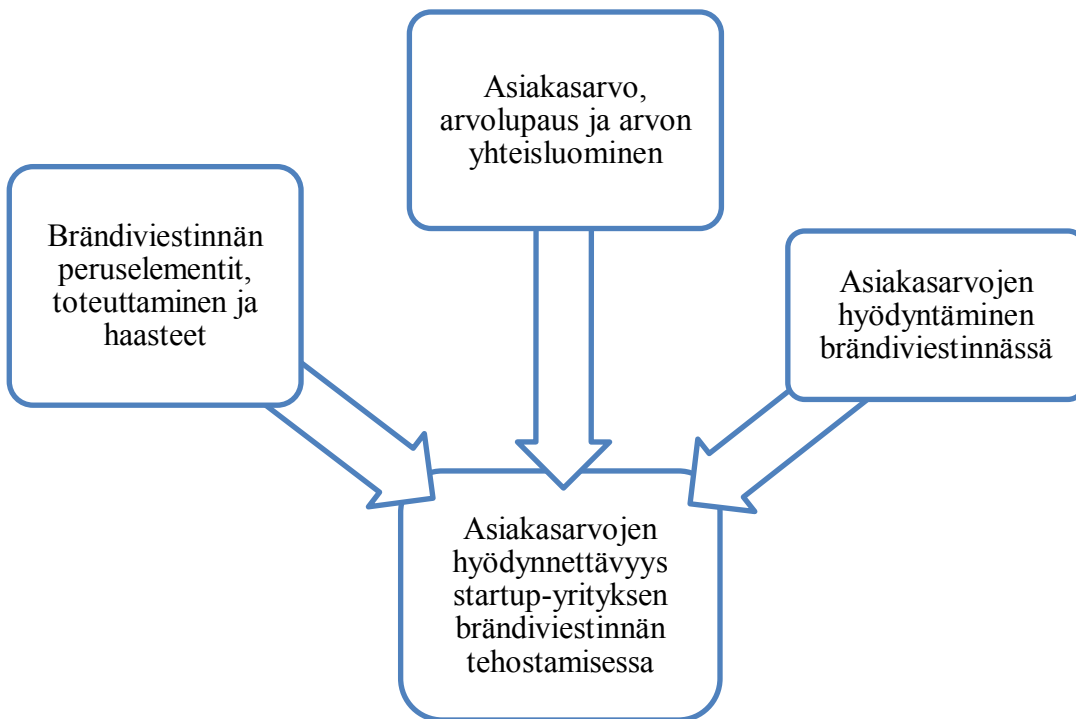 Asiakasarvo,
arvolupaus ja arvon
yhteisluominen
Brändiviestinnän
peruselementit,
toteuttaminen ja
haasteet
Asiakasarvojen
hyödyntäminen
brändiviestinnässä
Asiakasarvojen
hyödynnettävyys
startup-yrityksen
brändiviestinnän
tehostamisessa